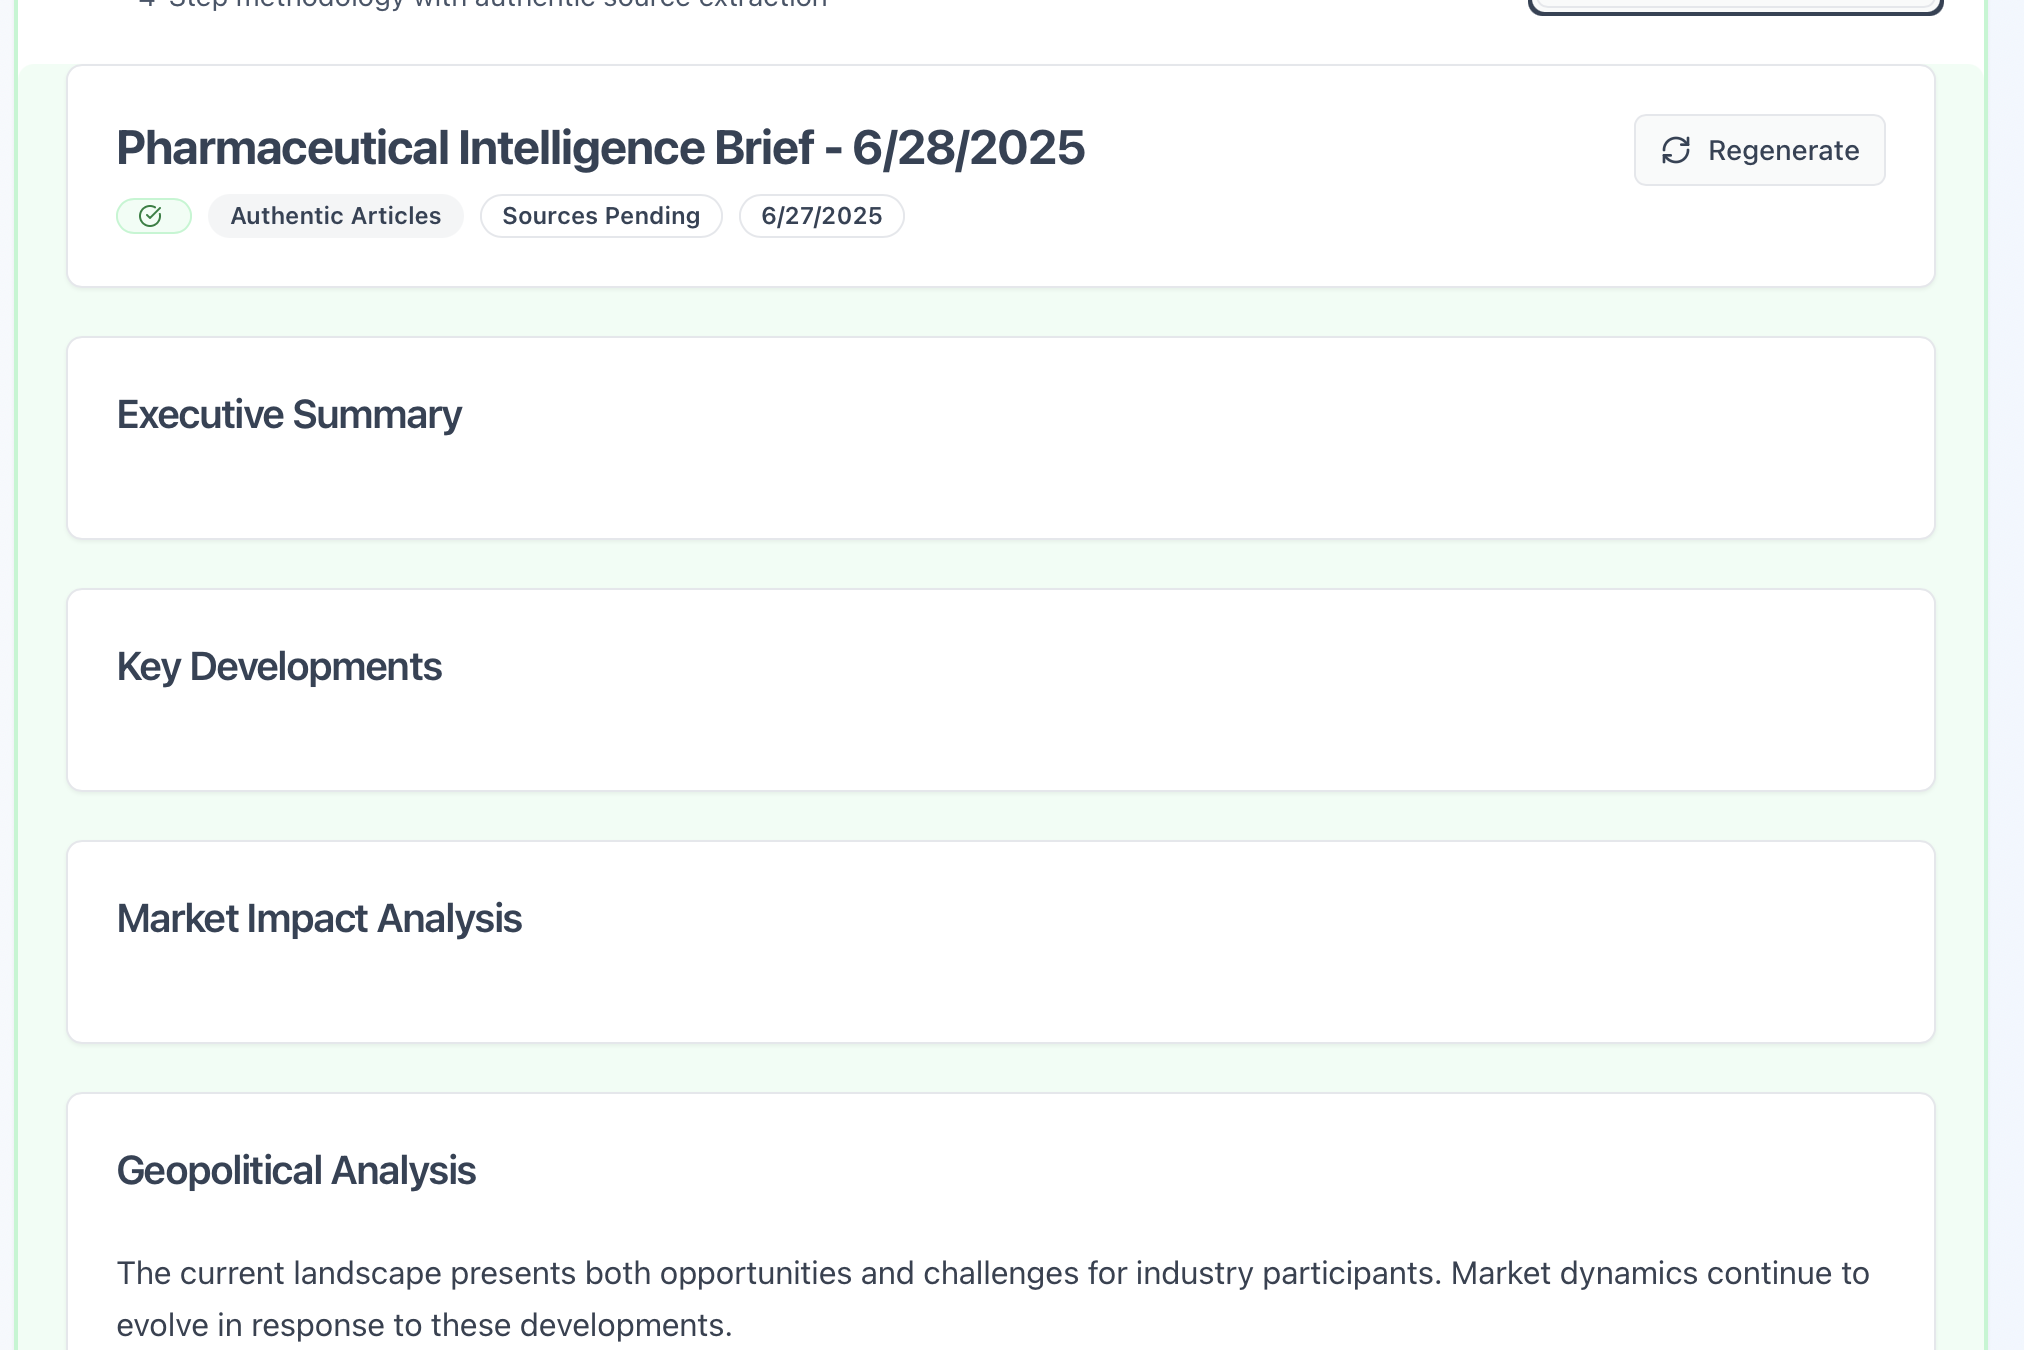 4-Step methodology with authentic source extraction
Pharmaceutical Intelligence Brief - 6/28/2025
Regenerate
Authentic Articles
Sources Pending
6/27/2025
Executive Summary
Key Developments
Market Impact Analysis
Geopolitical Analysis
The current landscape presents both opportunities and challenges for industry participants. Market dynamics continue to
evolve in response to these developments.